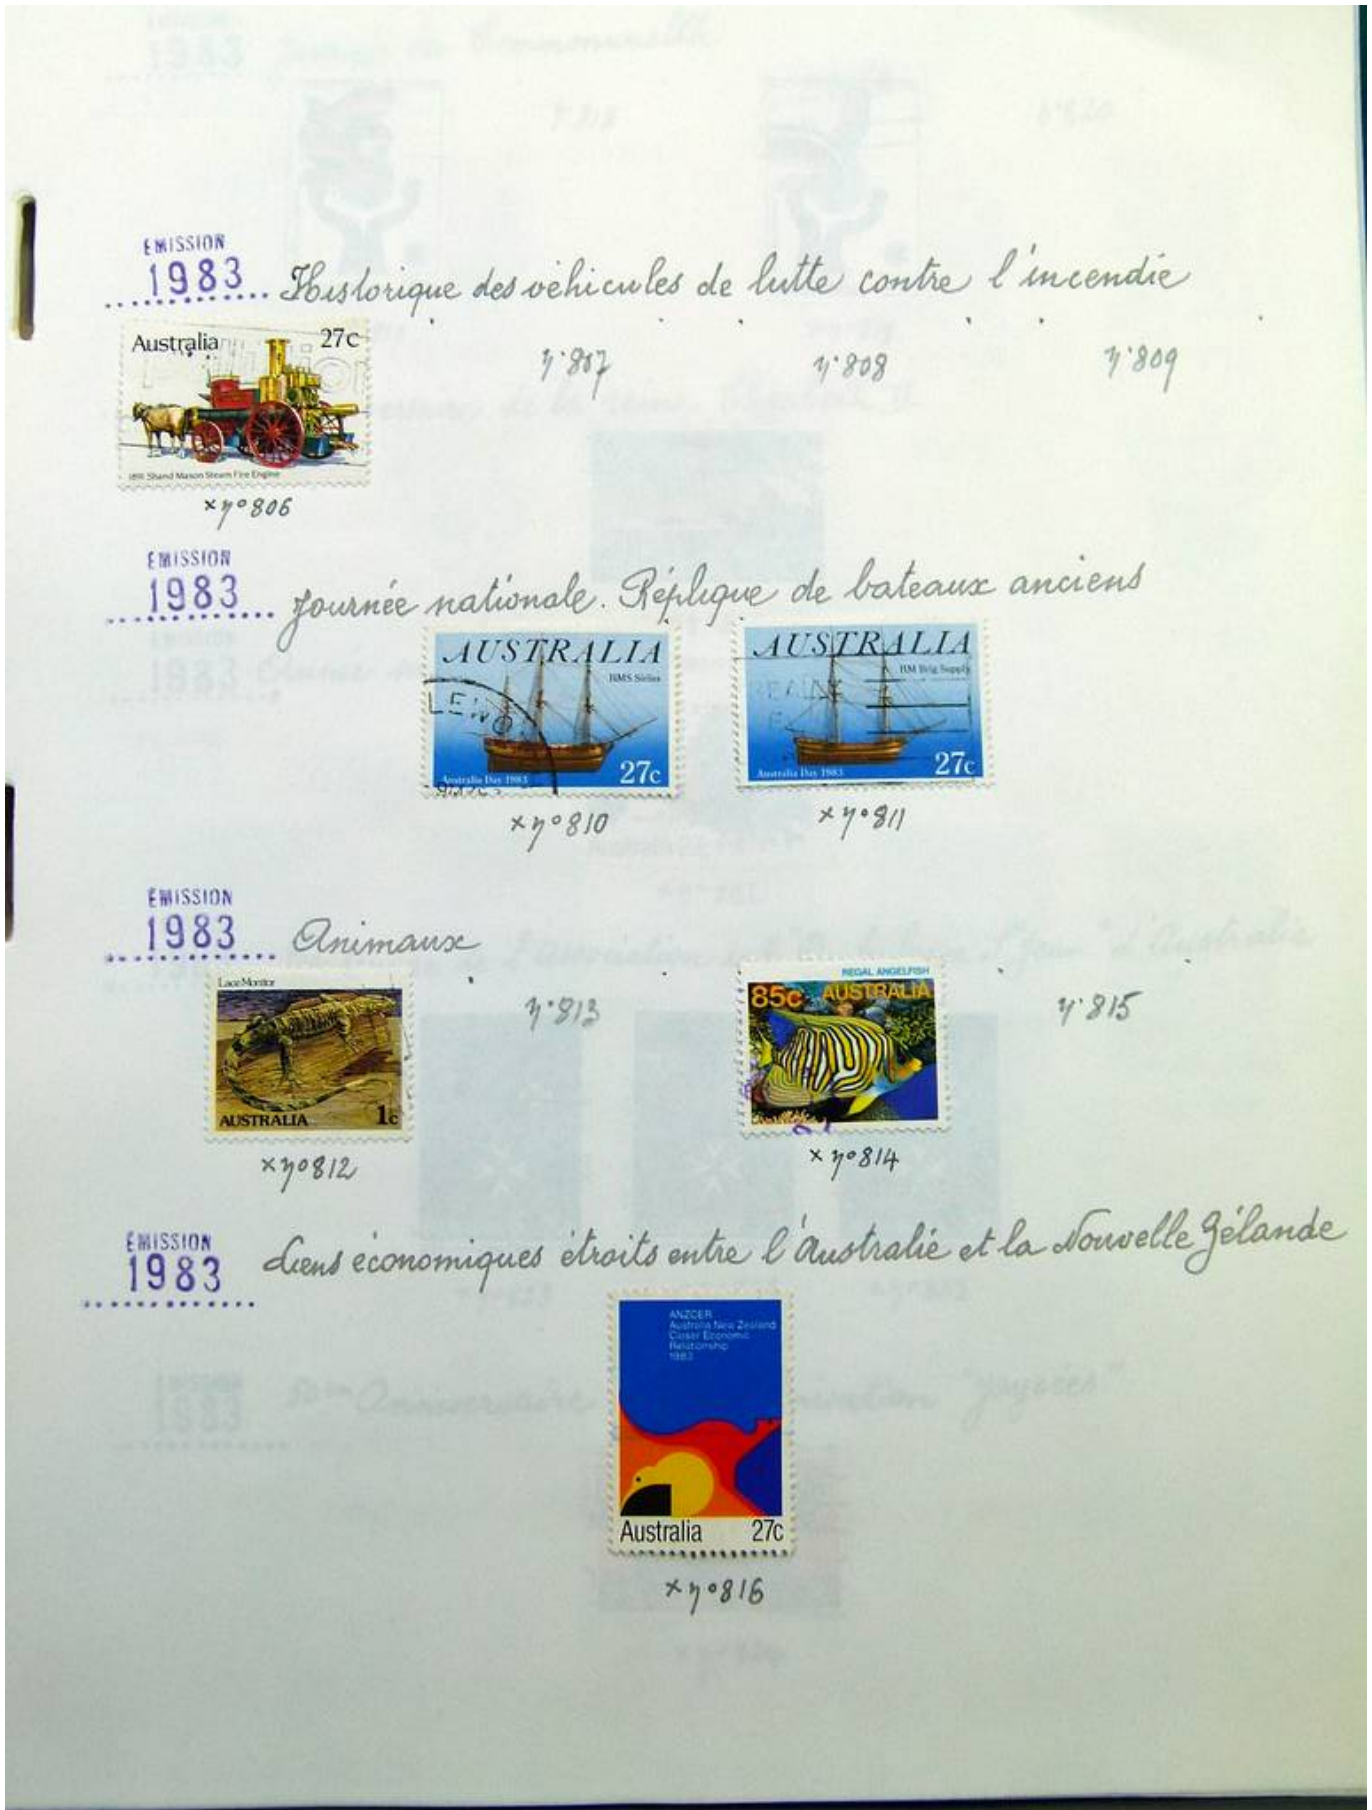 EMISSION
1983 Historique des véhicules de lutte contre l'incendie
Australia 27c
1891 Shand Mason Steam Fire Engine
n°807 n°808 n°809
x n°806
EMISSION
1983 Journée nationale. Réplique de bateaux anciens
AUSTRALIA
HMS Sirius
Australia Day 1983 27c
AUSTRALIA
HM Brig Supply
Australia Day 1983 27c
x n°810 x n°811
ÉMISSION
1983 Animaux
Lace Monitor
AUSTRALIA 1c
n°813
REGAL ANGELFISH
85c AUSTRALIA
n°815
x n°812 x n°814
ÉMISSION
1983 Liens économiques étroits entre l'Australie et la Nouvelle Zélande
ANZCER
Australia New Zealand
Closer Economic
Relationship
1983
Australia 27c
x n°816